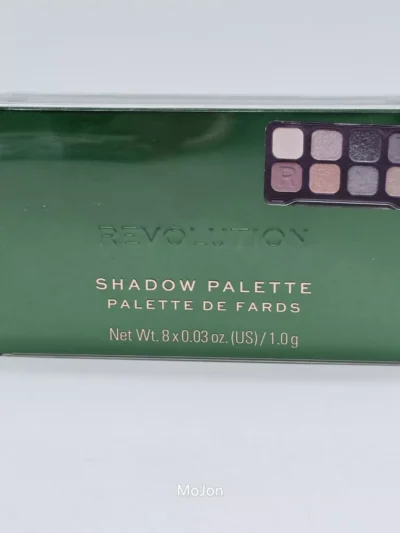 R
REVOLUTION
SHADOW PALETTE
PALETTE DE FARDS
Net Wt. 8 x 0.03 oz. (US) / 1.0 g
MoJon